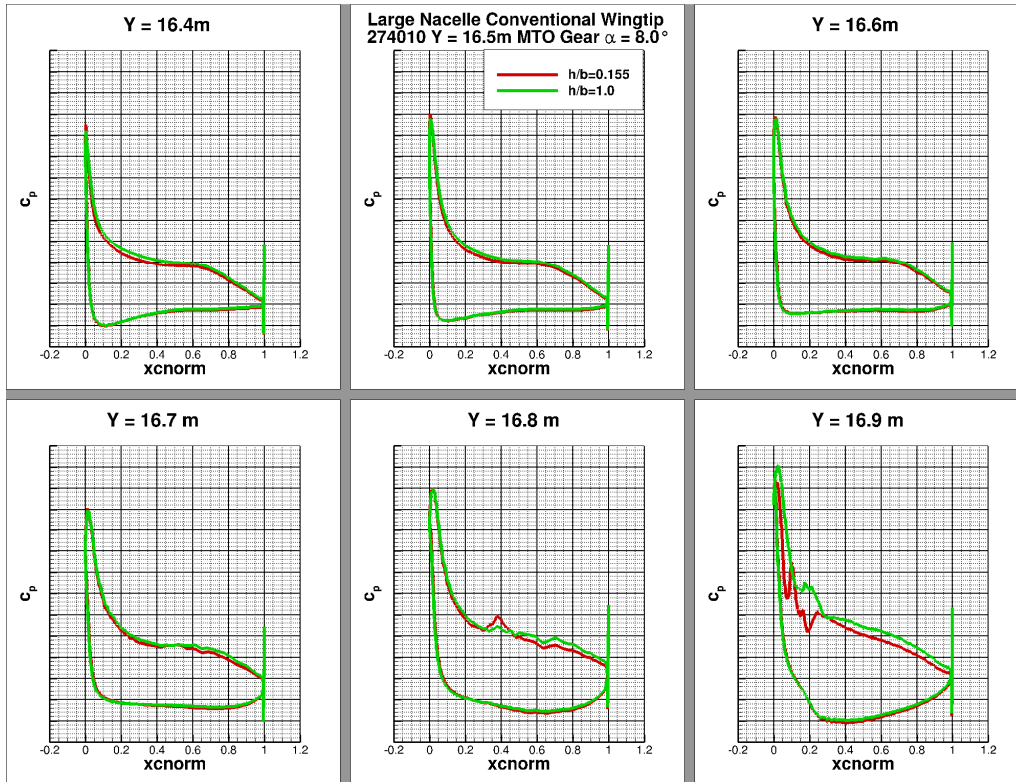 Y = 16.4m
Large Nacelle Conventional Wingtip
274010 Y = 16.5m MTO Gear α = 8.0°
Y = 16.6m
h/b=0.155
h/b=1.0
cp
cp
cp
-0.2 0 0.2 0.4 0.6 0.8 1 1.2
xcnorm
-0.2 0 0.2 0.4 0.6 0.8 1 1.2
xcnorm
-0.2 0 0.2 0.4 0.6 0.8 1 1.2
xcnorm
Y = 16.7 m
Y = 16.8 m
Y = 16.9 m
cp
cp
cp
-0.2 0 0.2 0.4 0.6 0.8 1 1.2
xcnorm
-0.2 0 0.2 0.4 0.6 0.8 1 1.2
xcnorm
-0.2 0 0.2 0.4 0.6 0.8 1 1.2
xcnorm